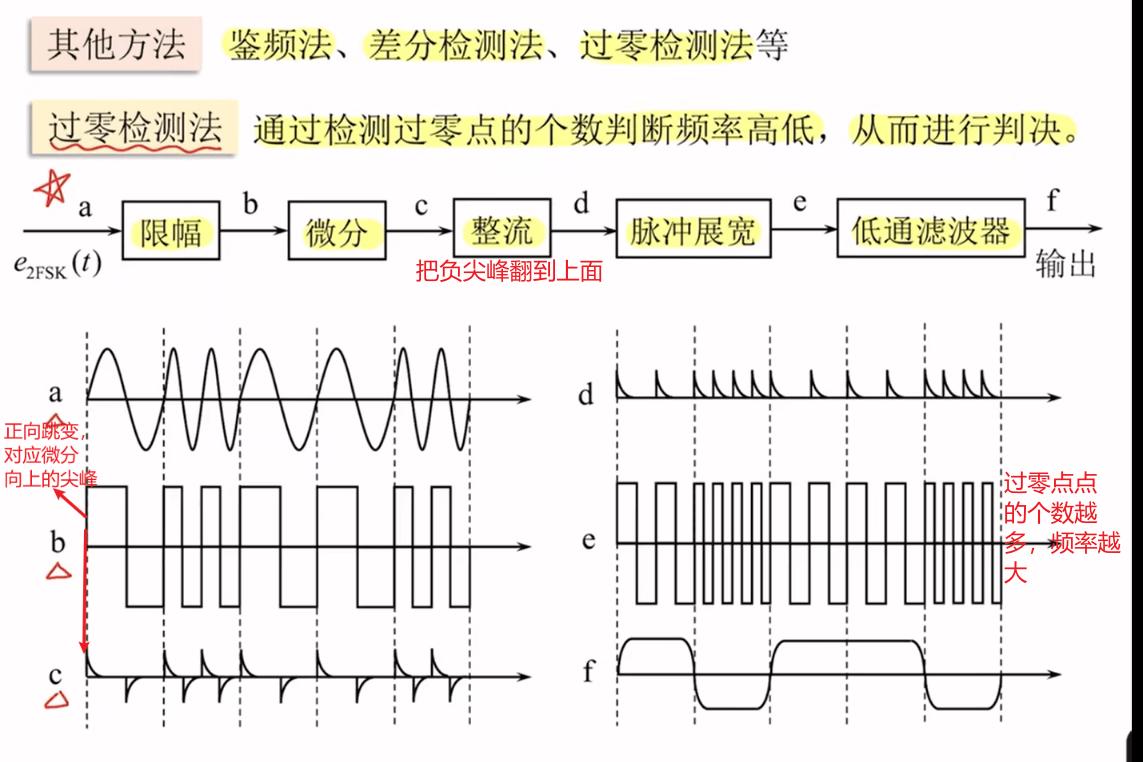 其他方法 鉴频法、差分检测法、过零检测法等
过零检测法 通过检测过零点的个数判断频率高低，从而进行判决。
a 限幅 b 微分 c 整流 d 脉冲展宽 e 低通滤波器 f
e2FSK(t) 输出
把负尖峰翻到上面
a
正向跳变，
对应微分
向上的尖峰
b
c
d
e
过零点点
的个数越
多，频率越
大
f